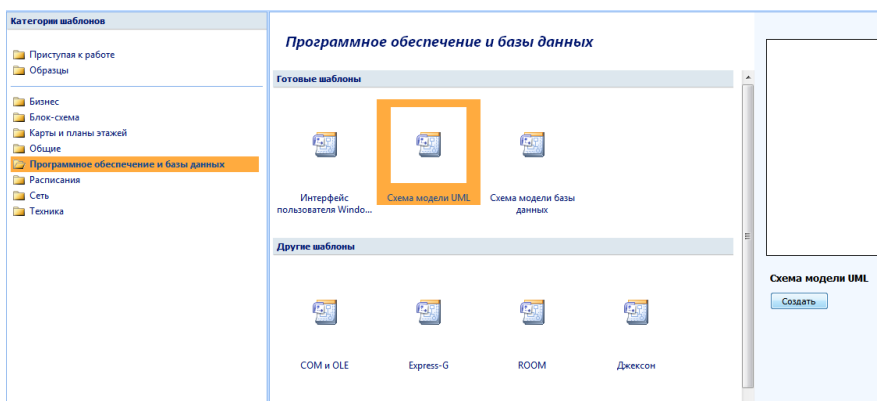 Категории шаблонов
Приступая к работе
Образцы
Бизнес
Блок-схема
Карты и планы этажей
Общие
Программное обеспечение и базы данных
Расписания
Сеть
Техника
Программное обеспечение и базы данных
Готовые шаблоны
Интерфейс
пользователя Windo...
Схема модели UML
Схема модели базы
данных
Другие шаблоны
COM и OLE
Express-G
ROOM
Джексон
Схема модели UML
Создать